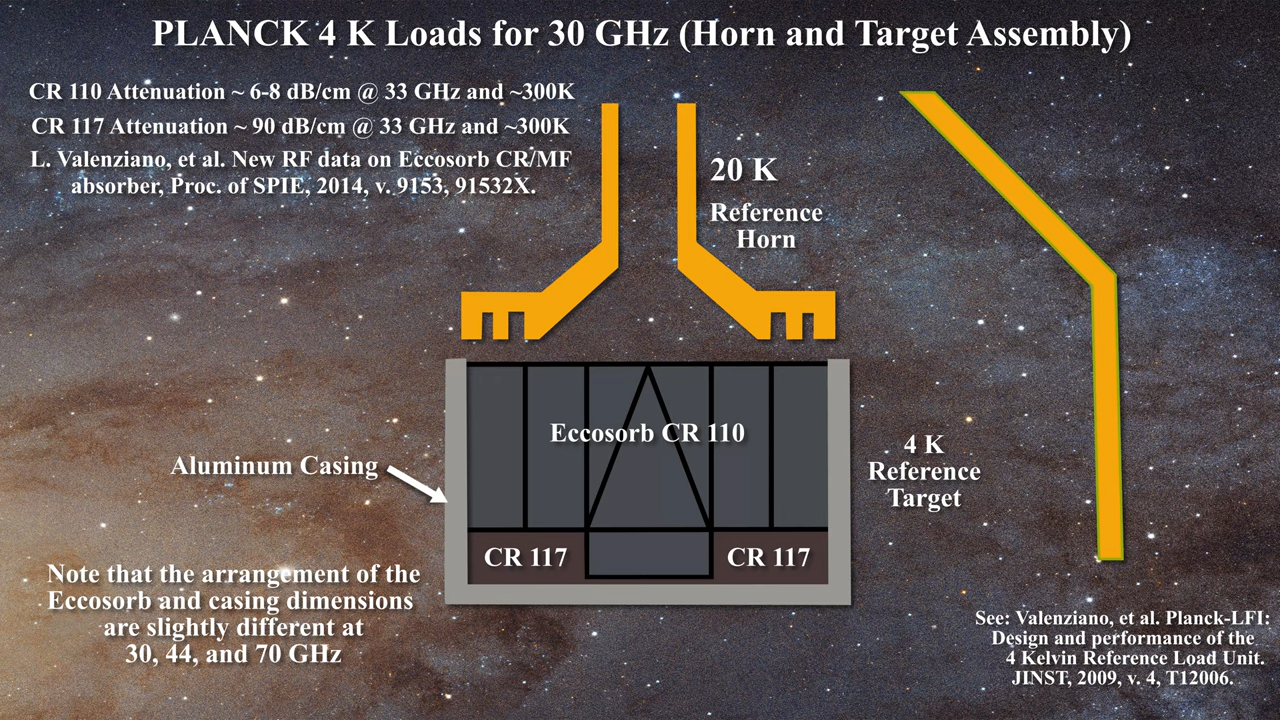 PLANCK 4 K Loads for 30 GHz (Horn and Target Assembly)
CR 110 Attenuation ~ 6-8 dB/cm @ 33 GHz and ~300K
CR 117 Attenuation ~ 90 dB/cm @ 33 GHz and ~300K
L. Valenziano, et al. New RF data on Eccosorb CR/MF
absorber, Proc. of SPIE, 2014, v. 9153, 91532X.
20 K
Reference
Horn
Eccosorb CR 110
Aluminum Casing
4 K
Reference
Target
CR 117
CR 117
Note that the arrangement of the
Eccosorb and casing dimensions
are slightly different at
30, 44, and 70 GHz
See: Valenziano, et al. Planck-LFI:
Design and performance of the
4 Kelvin Reference Load Unit.
JINST, 2009, v. 4, T12006.